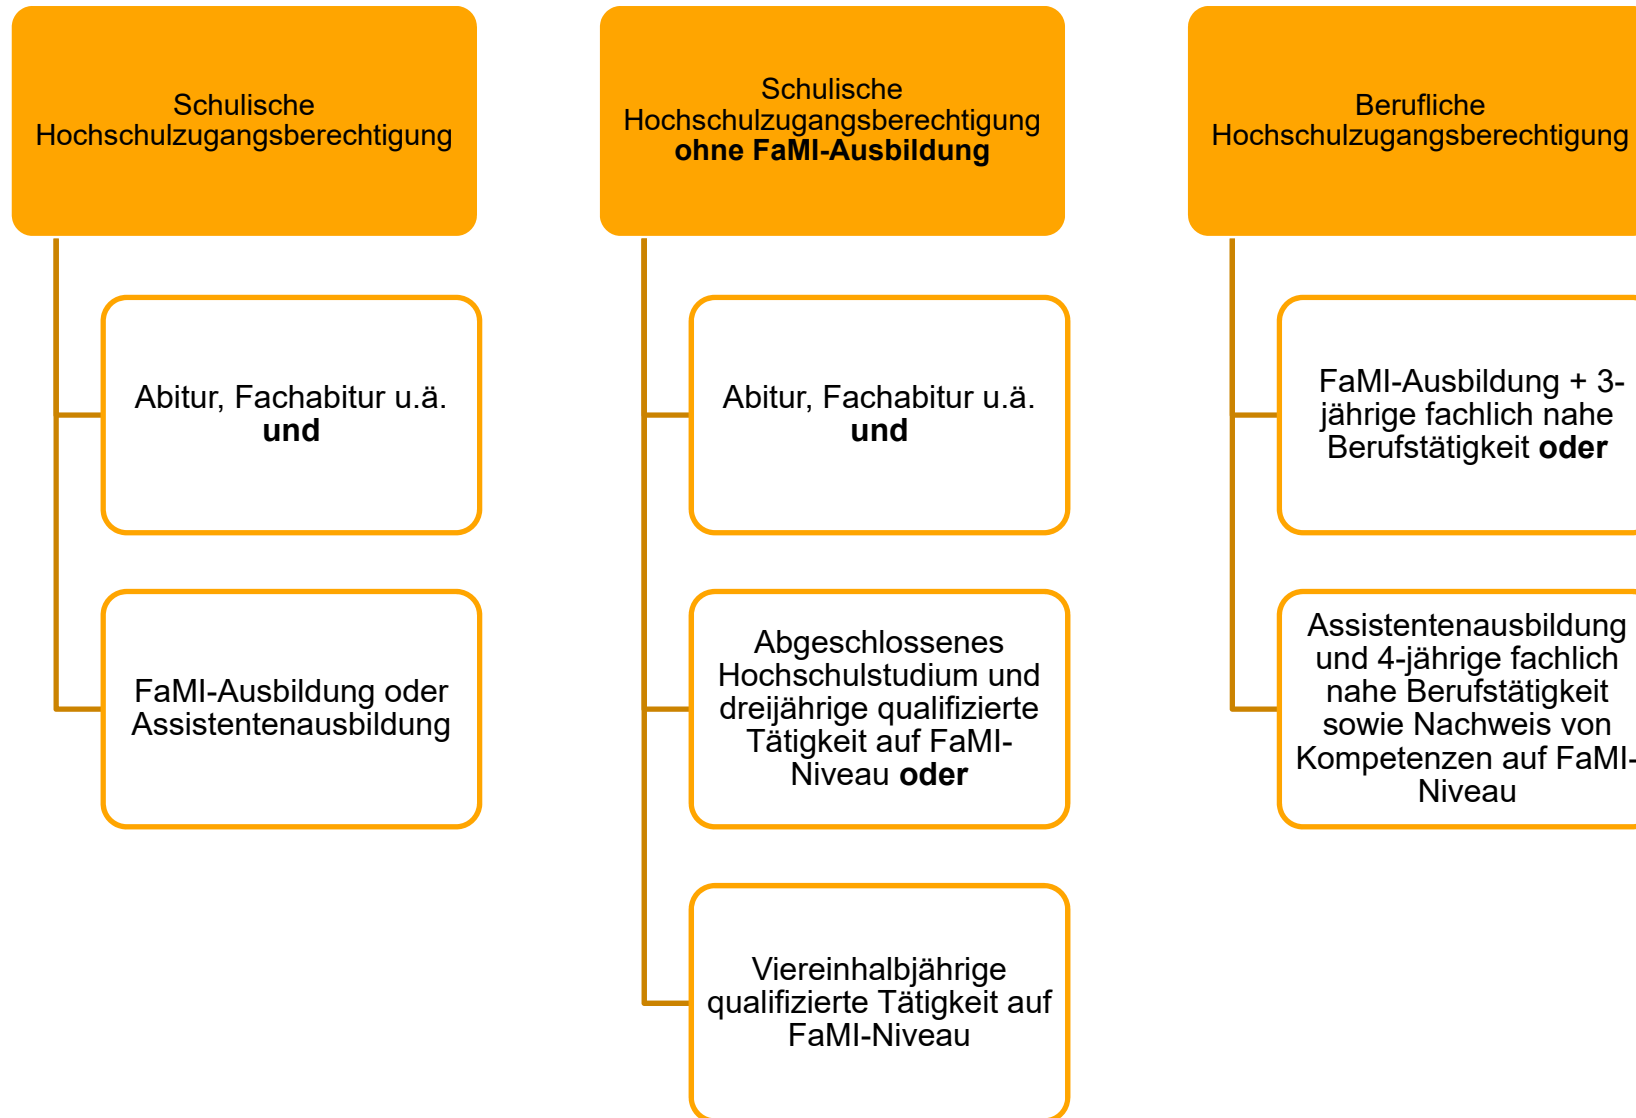 Schulische
Hochschulzugangsberechtigung
Abitur, Fachabitur u.ä.
und
FaMI-Ausbildung oder
Assistentenausbildung
Schulische
Hochschulzugangsberechtigung
ohne FaMI-Ausbildung
Abitur, Fachabitur u.ä.
und
Abgeschlossenes
Hochschulstudium und
dreijährige qualifizierte
Tätigkeit auf FaMI-
Niveau oder
Viereinhalbjährige
qualifizierte Tätigkeit auf
FaMI-Niveau
Berufliche
Hochschulzugangsberechtigung
FaMI-Ausbildung + 3-
jährige fachlich nahe
Berufstätigkeit oder
Assistentenausbildung
und 4-jährige fachlich
nahe Berufstätigkeit
sowie Nachweis von
Kompetenzen auf FaMI-
Niveau